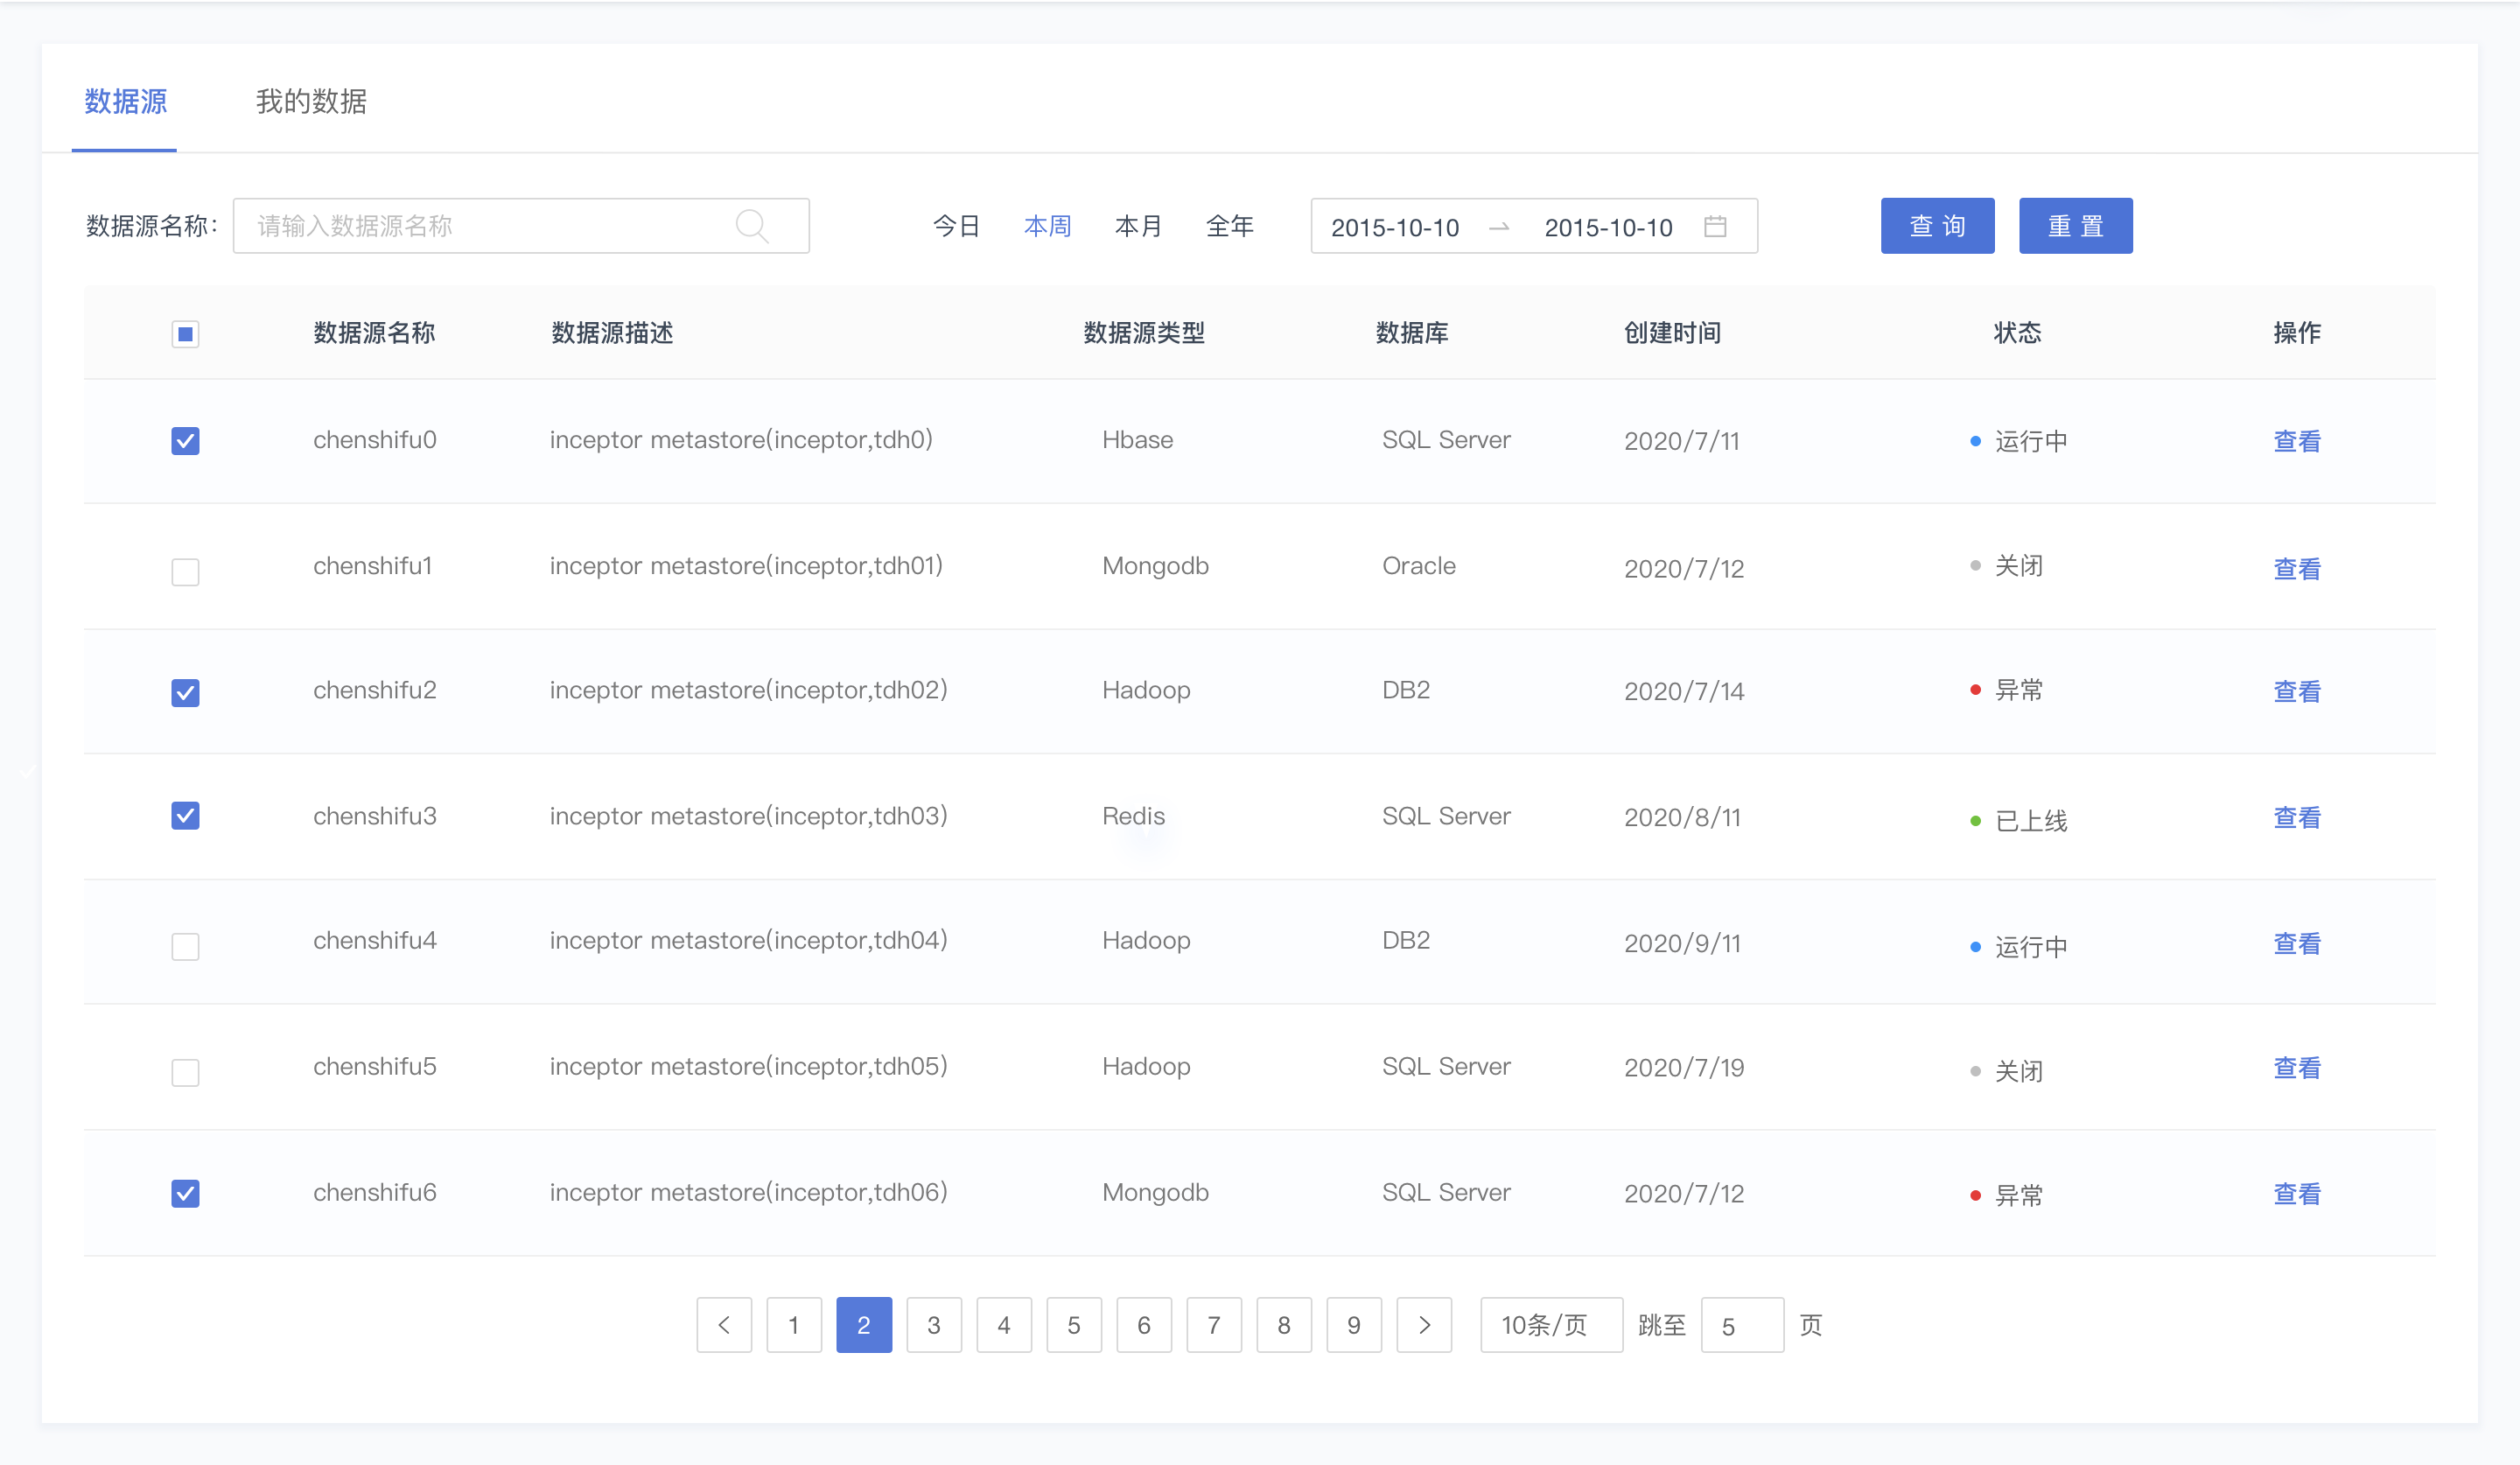 数据源 我的数据
数据源名称: 请输入数据源名称 今日 本周 本月 全年 2015-10-10 2015-10-10 查 询 重 置
数据源名称 数据源描述 数据源类型 数据库 创建时间 状态 操作
chenshifu0 inceptor metastore(inceptor,tdh0) Hbase SQL Server 2020/7/11 运行中 查看
chenshifu1 inceptor metastore(inceptor,tdh01) Mongodb Oracle 2020/7/12 关闭 查看
chenshifu2 inceptor metastore(inceptor,tdh02) Hadoop DB2 2020/7/14 异常 查看
chenshifu3 inceptor metastore(inceptor,tdh03) Redis SQL Server 2020/8/11 已上线 查看
chenshifu4 inceptor metastore(inceptor,tdh04) Hadoop DB2 2020/9/11 运行中 查看
chenshifu5 inceptor metastore(inceptor,tdh05) Hadoop SQL Server 2020/7/19 关闭 查看
chenshifu6 inceptor metastore(inceptor,tdh06) Mongodb SQL Server 2020/7/12 异常 查看
1 2 3 4 5 6 7 8 9 10条/页 跳至 5 页